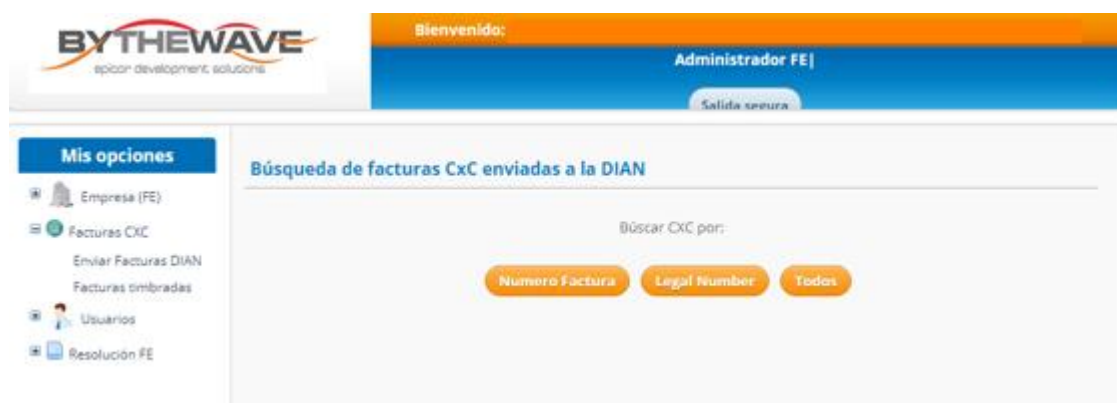 BYTHEWAVE
epicor development solutions
Bienvenido:
Administrador FE|
Salida segura
Mis opciones
Empresa (FE)
Facturas CXC
Enviar Facturas DIAN
Facturas timbradas
Usuarios
Resolución FE
Búsqueda de facturas CxC enviadas a la DIAN
Búscar CXC por:
Numero Factura Legal Number Todos